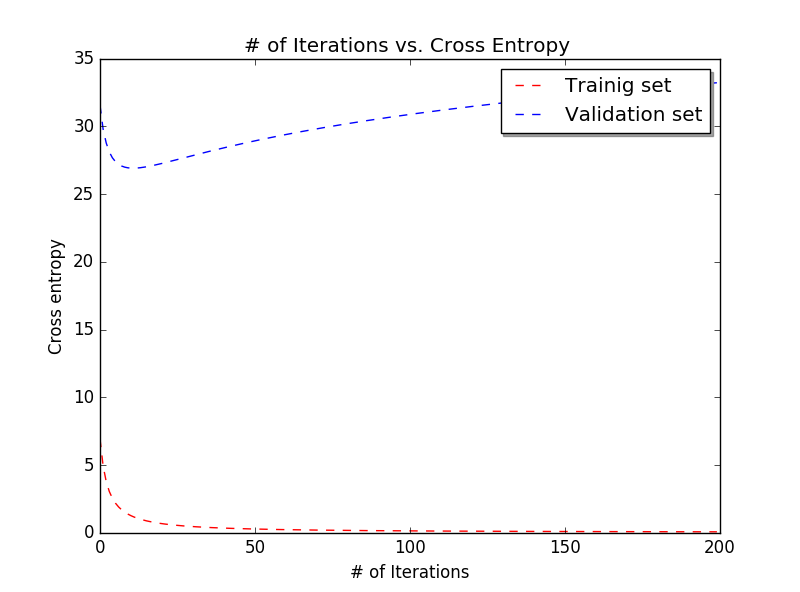 # of Iterations vs. Cross Entropy
35
30
25
20
15
10
5
0
Cross entropy
Trainig set
Validation set
0 50 100 150 200
# of Iterations